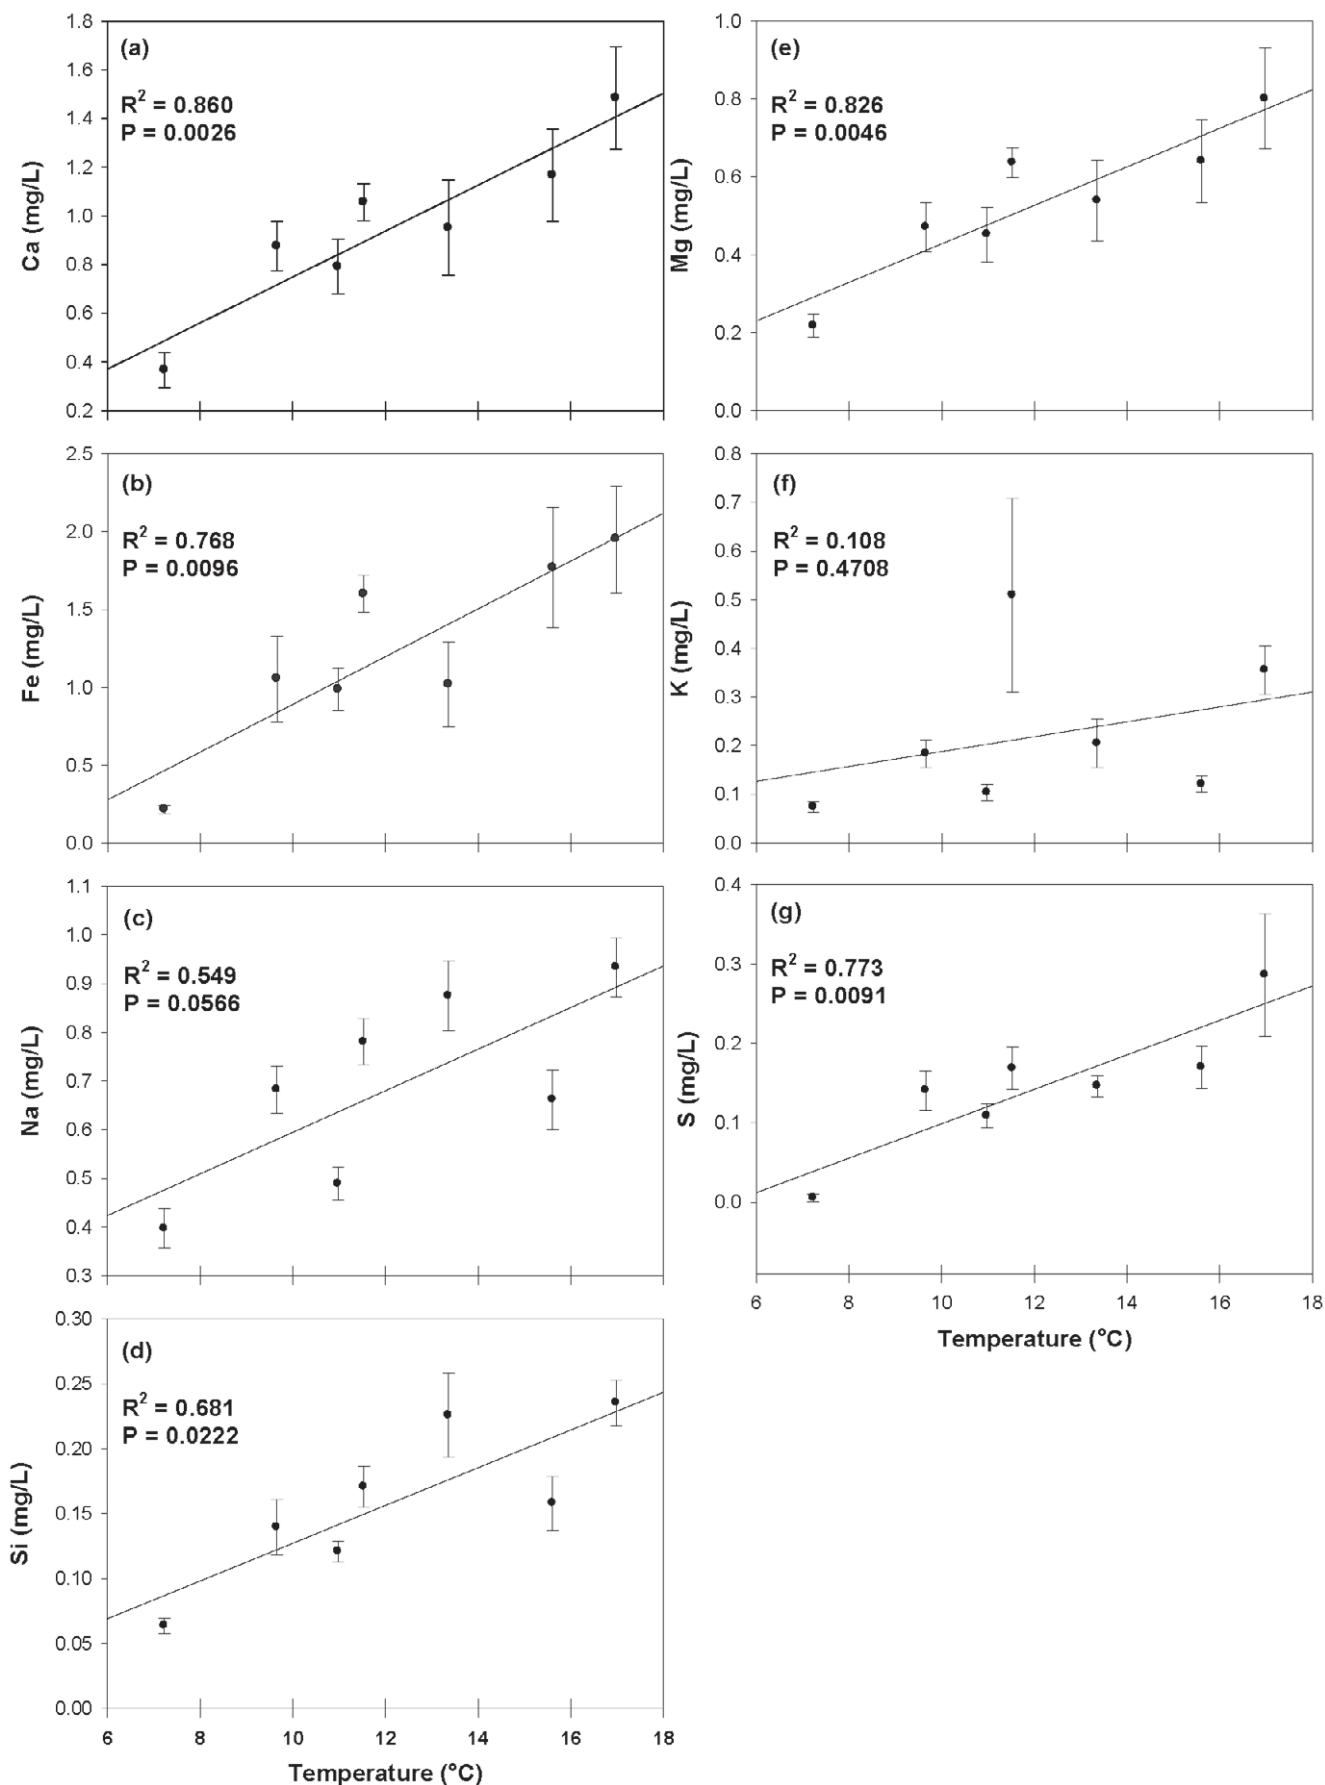 (a)
R² = 0.860
P = 0.0026
Ca (mg/L)
1.8
1.6
1.4
1.2
1.0
0.8
0.6
0.4
0.2
(b)
R² = 0.768
P = 0.0096
Fe (mg/L)
2.5
2.0
1.5
1.0
0.5
0.0
(c)
R² = 0.549
P = 0.0566
Na (mg/L)
1.1
1.0
0.9
0.8
0.7
0.6
0.5
0.4
0.3
(d)
R² = 0.681
P = 0.0222
Si (mg/L)
0.30
0.25
0.20
0.15
0.10
0.05
0.00
6 8 10 12 14 16 18
Temperature (°C)
(e)
R² = 0.826
P = 0.0046
Mg (mg/L)
1.0
0.8
0.6
0.4
0.2
0.0
(f)
R² = 0.108
P = 0.4708
K (mg/L)
0.8
0.7
0.6
0.5
0.4
0.3
0.2
0.1
0.0
(g)
R² = 0.773
P = 0.0091
S (mg/L)
0.4
0.3
0.2
0.1
0.0
6 8 10 12 14 16 18
Temperature (°C)